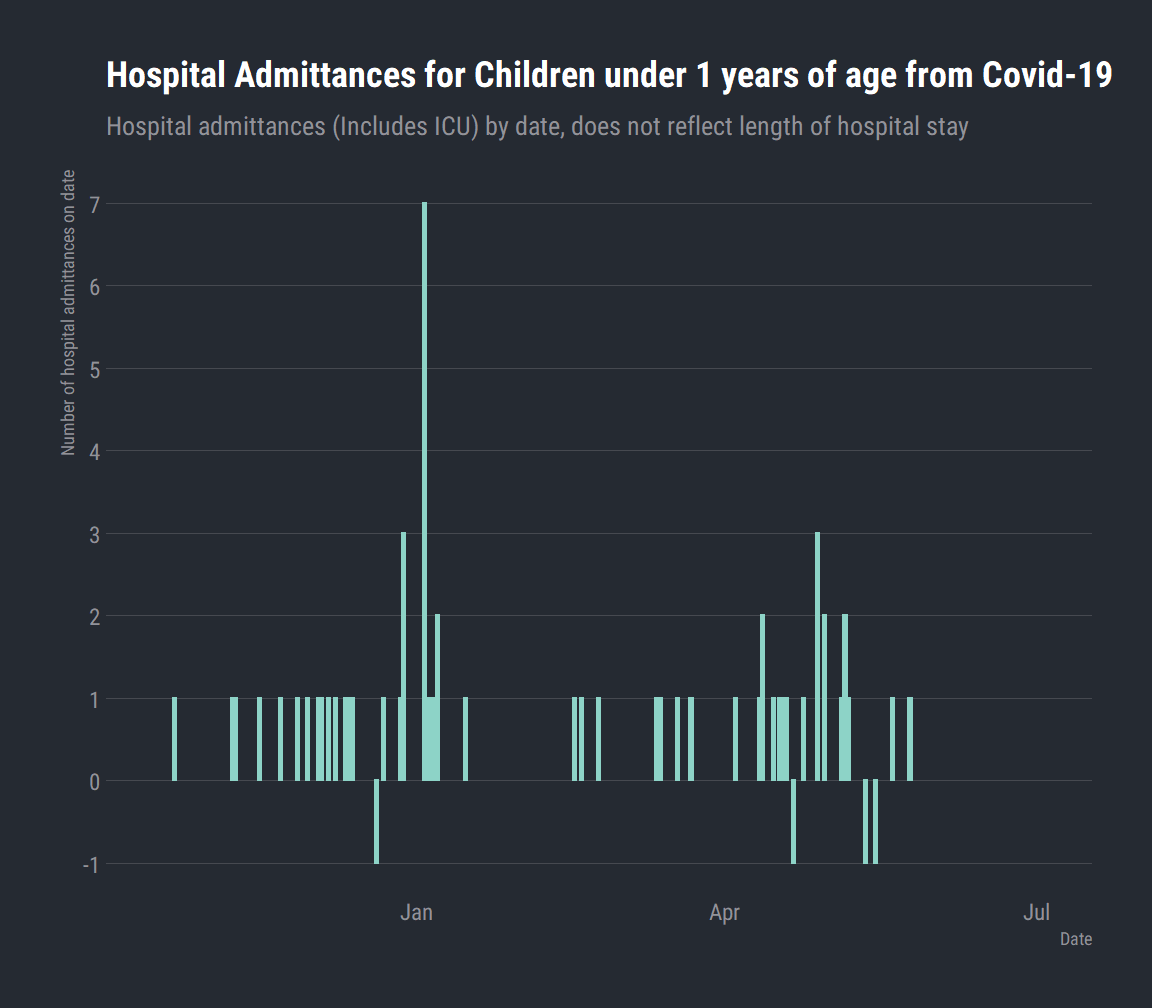 Hospital Admittances for Children under 1 years of age from Covid-19
Hospital admittances (Includes ICU) by date, does not reflect length of hospital stay
Number of hospital admittances on date
7
6
5
4
3
2
1
0
-1
Jan Apr Jul
Date